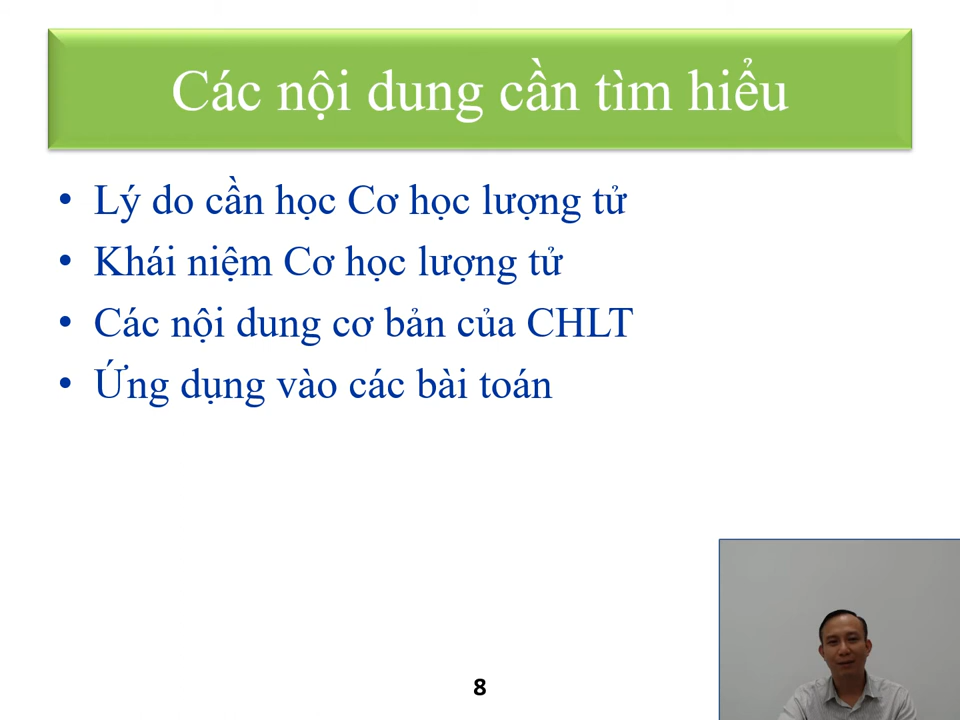 Các nội dung cần tìm hiểu
• Lý do cần học Cơ học lượng tử
• Khái niệm Cơ học lượng tử
• Các nội dung cơ bản của CHLT
• Ứng dụng vào các bài toán
8